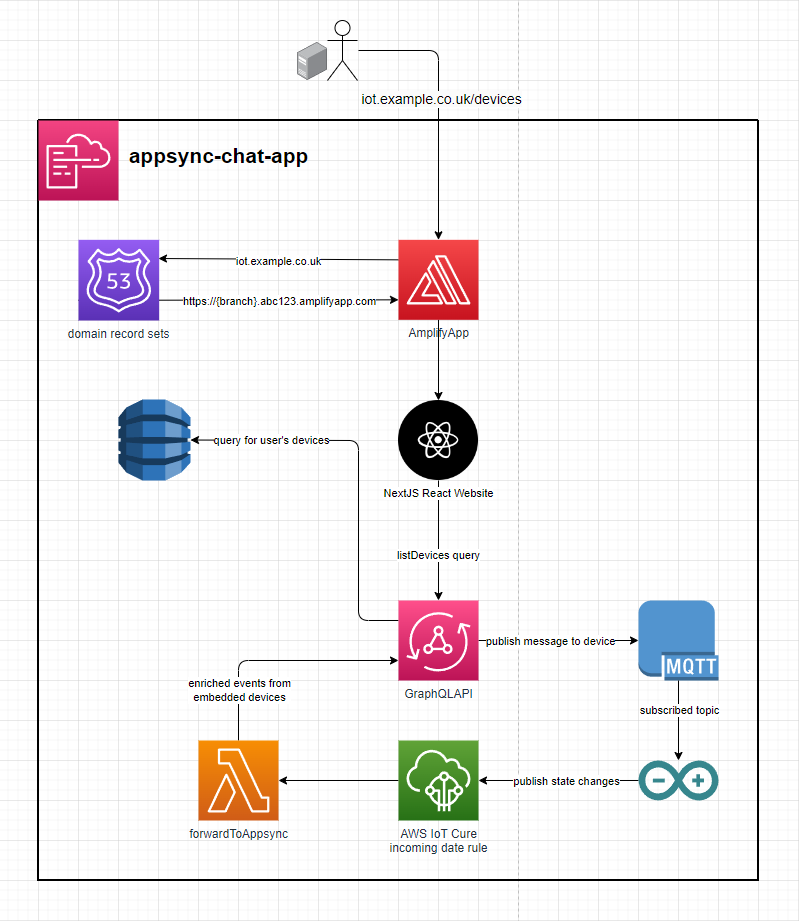 iot.example.co.uk/devices
appsync-chat-app
53
iot.example.co.uk
https://{branch}.abc123.amplifyapp.com
domain record sets
AmplifyApp
query for user's devices
NextJS React Website
listDevices query
publish message to device
MQTT
GraphQLAPI
enriched events from
embedded devices
subscribed topic
publish state changes
forwardToAppsync
AWS IoT Cure
incoming date rule